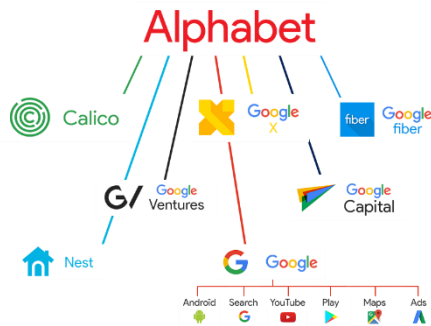 Alphabet
Calico
Google
X
fiber
Google
fiber
G/
Google
Ventures
Google
Capital
Nest
G
Google
Android
Search
YouTube
Play
Maps
Ads